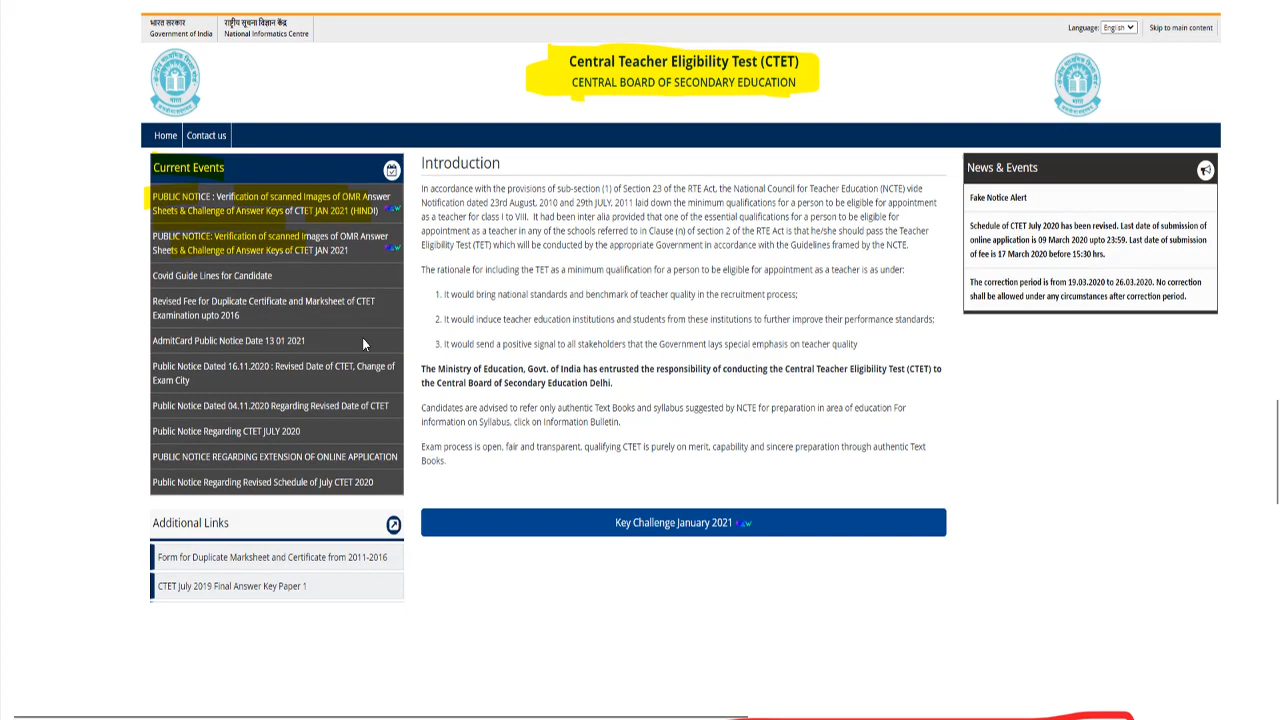 भारत सरकार
Government of India
राष्ट्रीय सूचना विज्ञान केंद्र
National Informatics Centre
Language: English
Skip to main content
Central Teacher Eligibility Test (CTET)
CENTRAL BOARD OF SECONDARY EDUCATION
Home
Contact us
Current Events
PUBLIC NOTICE : Verification of scanned Images of OMR Answer
Sheets & Challenge of Answer Keys of CTET JAN 2021 (HINDI)
PUBLIC NOTICE: Verification of scanned Images of OMR Answer
Sheets & Challenge of Answer Keys of CTET JAN 2021
Covid Guide Lines for Candidate
Revised Fee for Duplicate Certificate and Marksheet of CTET
Examination upto 2016
AdmitCard Public Notice Date 13 01 2021
Public Notice Dated 16.11.2020 : Revised Date of CTET, Change of
Exam City
Public Notice Dated 04.11.2020 Regarding Revised Date of CTET
Public Notice Regarding CTET JULY 2020
PUBLIC NOTICE REGARDING EXTENSION OF ONLINE APPLICATION
Public Notice Regarding Revised Schedule of July CTET 2020
Additional Links
Form for Duplicate Marksheet and Certificate from 2011-2016
CTET July 2019 Final Answer Key Paper 1
Introduction
In accordance with the provisions of sub-section (1) of Section 23 of the RTE Act, the National Council for Teacher Education (NCTE) vide
Notification dated 23rd August, 2010 and 29th JULY, 2011 laid down the minimum qualifications for a person to be eligible for appointment
as a teacher for class I to VIII. It had been inter alia provided that one of the essential qualifications for a person to be eligible for
appointment as a teacher in any of the schools referred to in Clause (n) of section 2 of the RTE Act is that he/she should pass the Teacher
Eligibility Test (TET) which will be conducted by the appropriate Government in accordance with the Guidelines framed by the NCTE.
The rationale for including the TET as a minimum qualification for a person to be eligible for appointment as a teacher is as under:
1. It would bring national standards and benchmark of teacher quality in the recruitment process;
2. It would induce teacher education institutions and students from these institutions to further improve their performance standards;
3. It would send a positive signal to all stakeholders that the Government lays special emphasis on teacher quality
The Ministry of Education, Govt. of India has entrusted the responsibility of conducting the Central Teacher Eligibility Test (CTET) to
the Central Board of Secondary Education Delhi.
Candidates are advised to refer only authentic Text Books and syllabus suggested by NCTE for preparation in area of education For
information on Syllabus, click on Information Bulletin.
Exam process is open, fair and transparent, qualifying CTET is purely on merit, capability and sincere preparation through authentic Text
Books.
Key Challenge January 2021
News & Events
Fake Notice Alert
Schedule of CTET July 2020 has been revised. Last date of submission of
online application is 09 March 2020 upto 23:59. Last date of submission
of fee is 17 March 2020 before 15:30 hrs.
The correction period is from 19.03.2020 to 26.03.2020. No correction
shall be allowed under any circumstances after correction period.